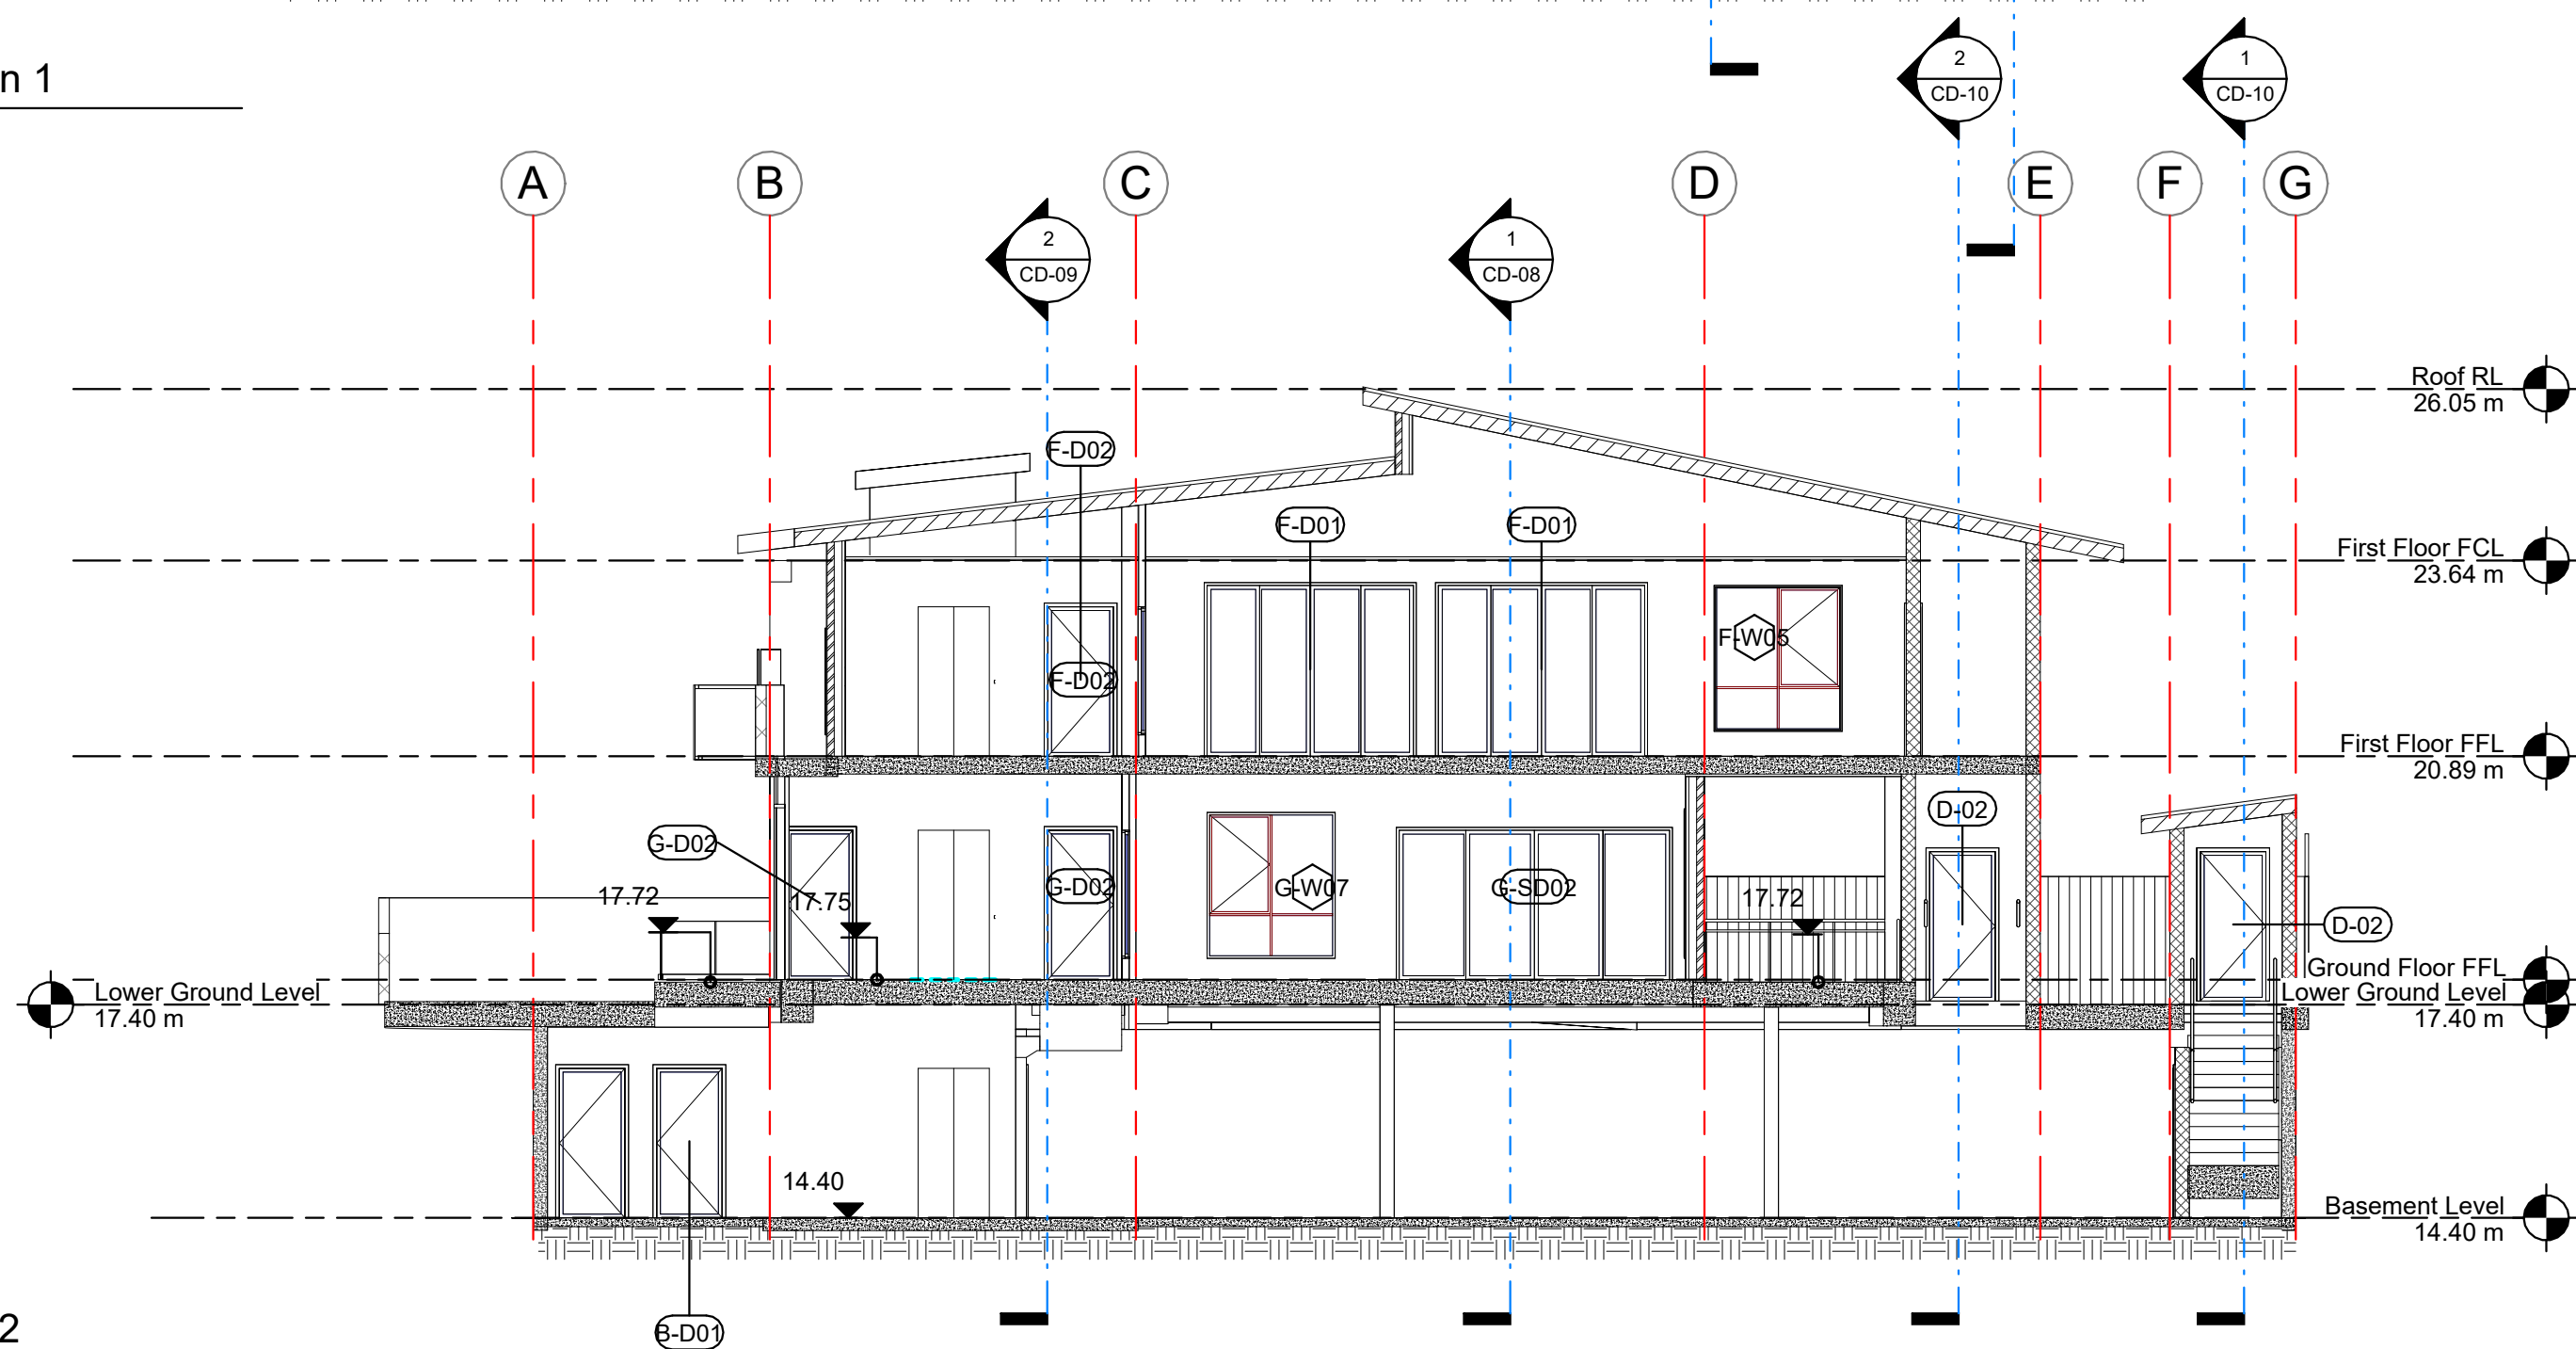 n 1
2
CD-10
1
CD-10
A
B
C
D
E
F
G
2
CD-09
1
CD-08
Roof RL
26.05 m
F-D02
F-D01
F-D01
First Floor FCL
23.64 m
F-W05
F-D02
First Floor FFL
20.89 m
D-02
G-D02
17.72
17.75
G-D02
G-W07
G-SD02
17.72
D-02
Ground Floor FFL
Lower Ground Level
17.40 m
Lower Ground Level
17.40 m
14.40
Basement Level
14.40 m
B-D01
2